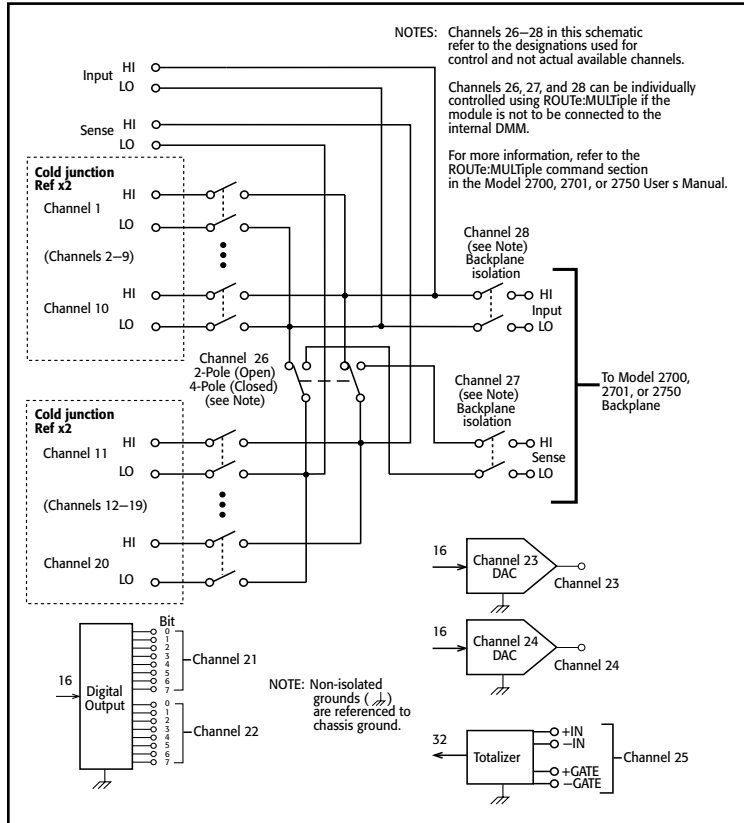 NOTES: Channels 26–28 in this schematic
refer to the designations used for
control and not actual available channels.
Channels 26, 27, and 28 can be individually
controlled using ROUTe:MULTiple if the
module is not to be connected to the
internal DMM.
For more information, refer to the
ROUTe:MULTiple command section
in the Model 2700, 2701, or 2750 User s Manual.
Input
HI
LO
Sense
HI
LO
Cold junction
Ref x2
Channel 1
HI
LO
(Channels 2–9)
Channel 10
HI
LO
Channel 28
(see Note)
Backplane
isolation
HI
Input
LO
Channel 26
2-Pole (Open)
4-Pole (Closed)
(see Note)
Channel 27
(see Note)
Backplane
isolation
HI
Sense
LO
To Model 2700,
2701, or 2750
Backplane
Cold junction
Ref x2
Channel 11
HI
LO
(Channels 12–19)
Channel 20
HI
LO
16
Channel 23
DAC
Channel 23
16
Channel 24
DAC
Channel 24
16
Digital
Output
Bit
0
1
2
3
4
5
6
7
Channel 21
0
1
2
3
4
5
6
7
Channel 22
NOTE: Non-isolated
grounds ( )
are referenced to
chassis ground.
32
Totalizer
+IN
−IN
+GATE
−GATE
Channel 25